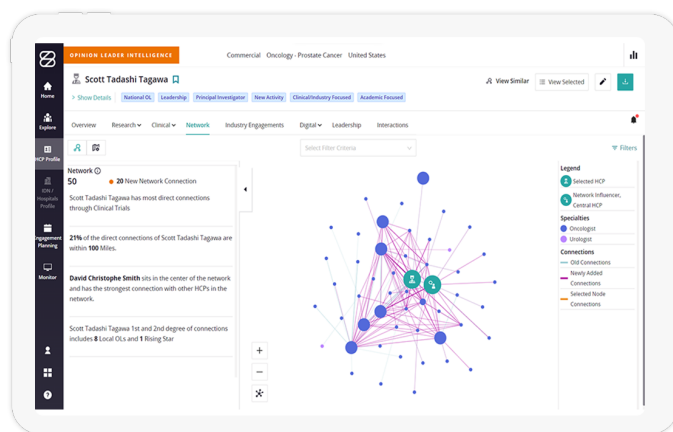 OPINION LEADER INTELLIGENCE
Commercial Oncology - Prostate Cancer United States
Scott Tadashi Tagawa
View Similar
View Selected
> Show Details
National OL
Leadership
Principal Investigator
New Activity
Clinical/Industry Focused
Academic Focused
Home
Explore
HCP Profile
IDN / Hospitals Profile
Engagement Planning
Monitor
Overview
Research
Clinical
Network
Industry Engagements
Digital
Leadership
Interactions
Select Filter Criteria
Filters
Network
50
20 New Network Connection
Scott Tadashi Tagawa has most direct connections
through Clinical Trials
21% of the direct connections of Scott Tadashi Tagawa are
within 100 Miles.
David Christophe Smith sits in the center of the network
and has the strongest connection with other HCPs in the
network.
Scott Tadashi Tagawa 1st and 2nd degree of connections
includes 8 Local OLs and 1 Rising Star
Legend
Selected HCP
Network Influencer,
Central HCP
Specialties
Oncologist
Urologist
Connections
Old Connections
Newly Added
Connections
Selected Node
Connections